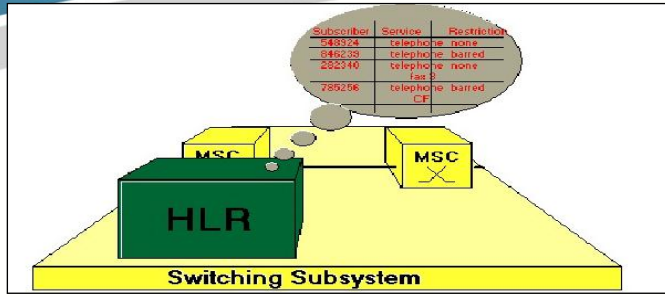 Subscriber Service Restriction
548924 telephone none
846239 telephone barred
282340 telephone none
fax 3
785256 telephone barred
CF
MSC
MSC
HLR
Switching Subsystem